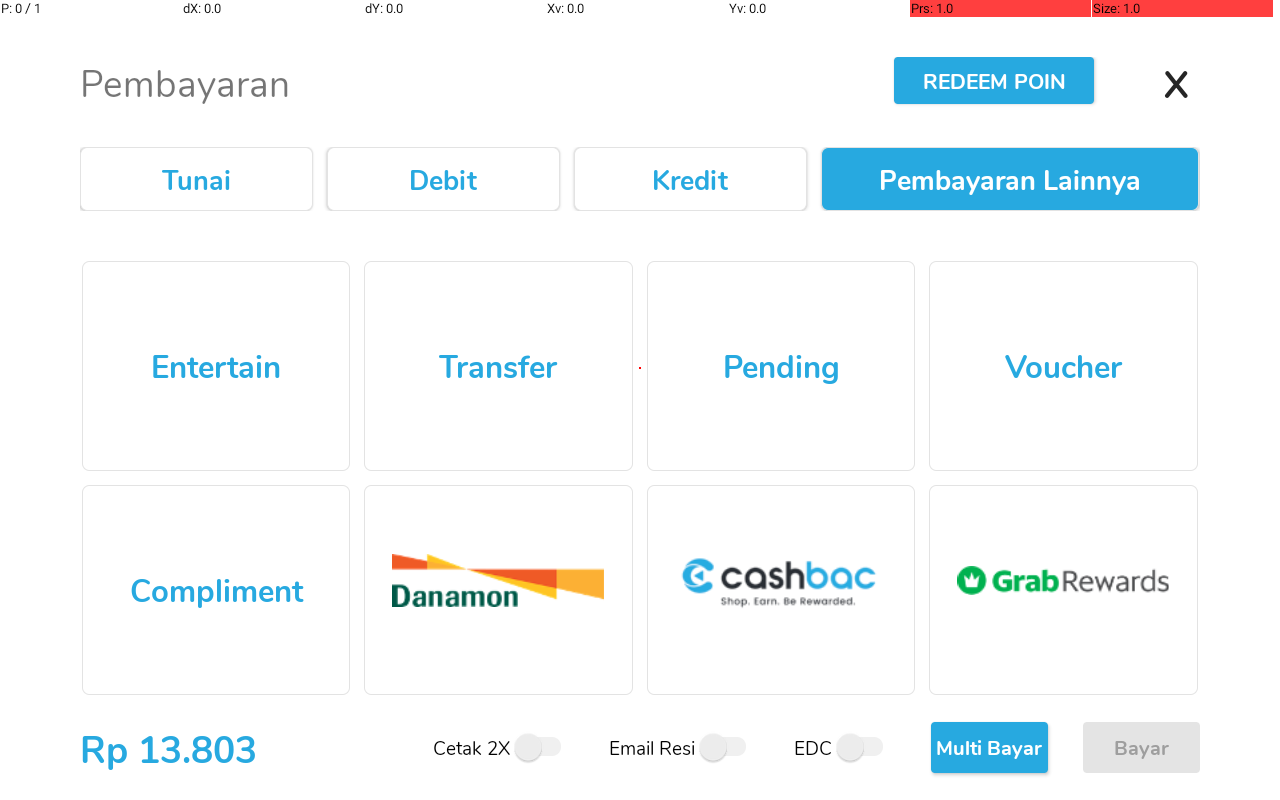 P: 0 / 1 dX: 0.0 dY: 0.0 Xv: 0.0 Yv: 0.0 Prs: 1.0 Size: 1.0
Pembayaran REDEEM POIN X
Tunai Debit Kredit Pembayaran Lainnya
Entertain Transfer Pending Voucher
Compliment Danamon cashbac GrabRewards
Shop. Earn. Be Rewarded.
Rp 13.803 Cetak 2X Email Resi EDC Multi Bayar Bayar